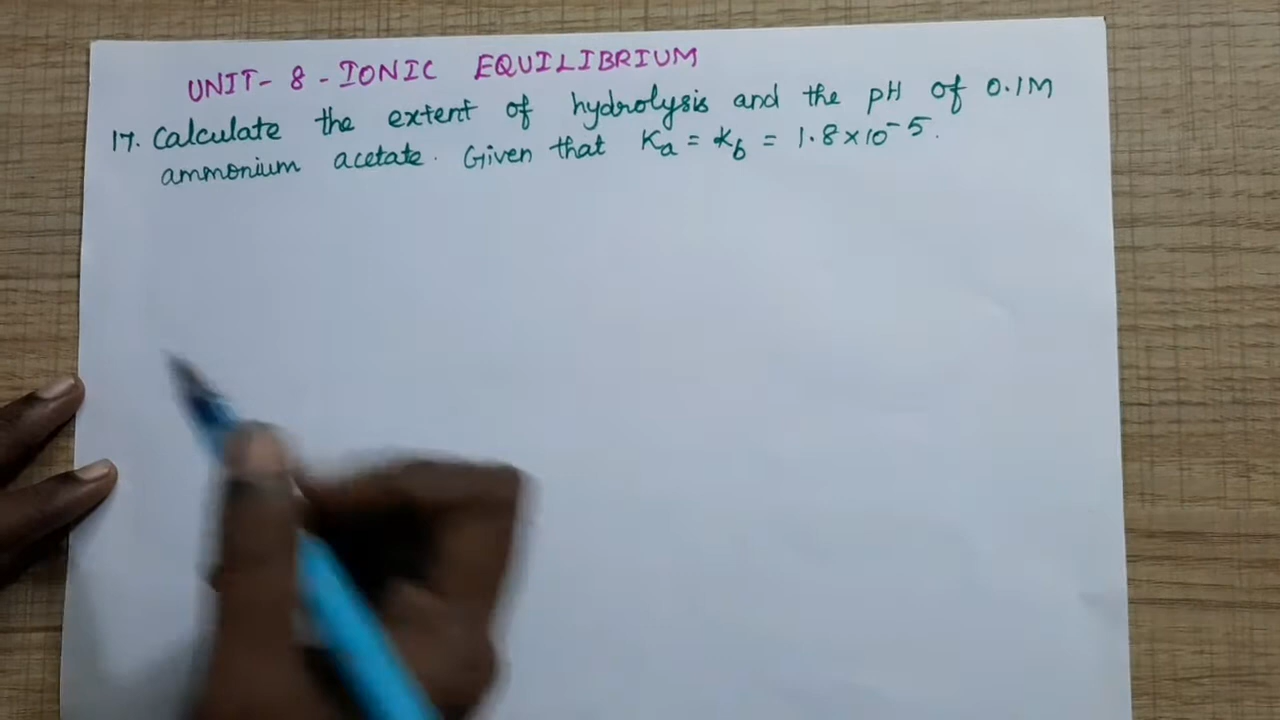 UNIT- 8 - IONIC EQUILIBRIUM
17. Calculate the extent of hydrolysis and the pH of 0.1M
ammonium acetate. Given that Ka = Kb = 1.8×10⁻⁵.